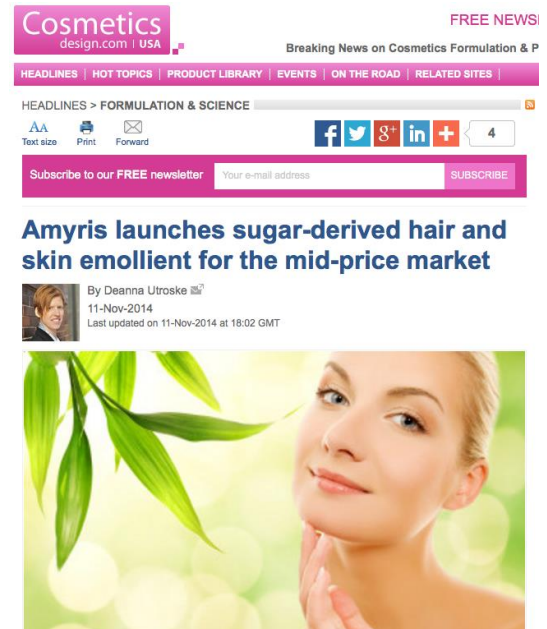 Cosmetics
design.com | USA
FREE NEWS
Breaking News on Cosmetics Formulation & P
HEADLINES | HOT TOPICS | PRODUCT LIBRARY | EVENTS | ON THE ROAD | RELATED SITES |
HEADLINES > FORMULATION & SCIENCE
AA
Text size Print Forward
f g+ in + 4
Subscribe to our FREE newsletter Your e-mail address SUBSCRIBE
Amyris launches sugar-derived hair and
skin emollient for the mid-price market
By Deanna Utroske
11-Nov-2014
Last updated on 11-Nov-2014 at 18:02 GMT